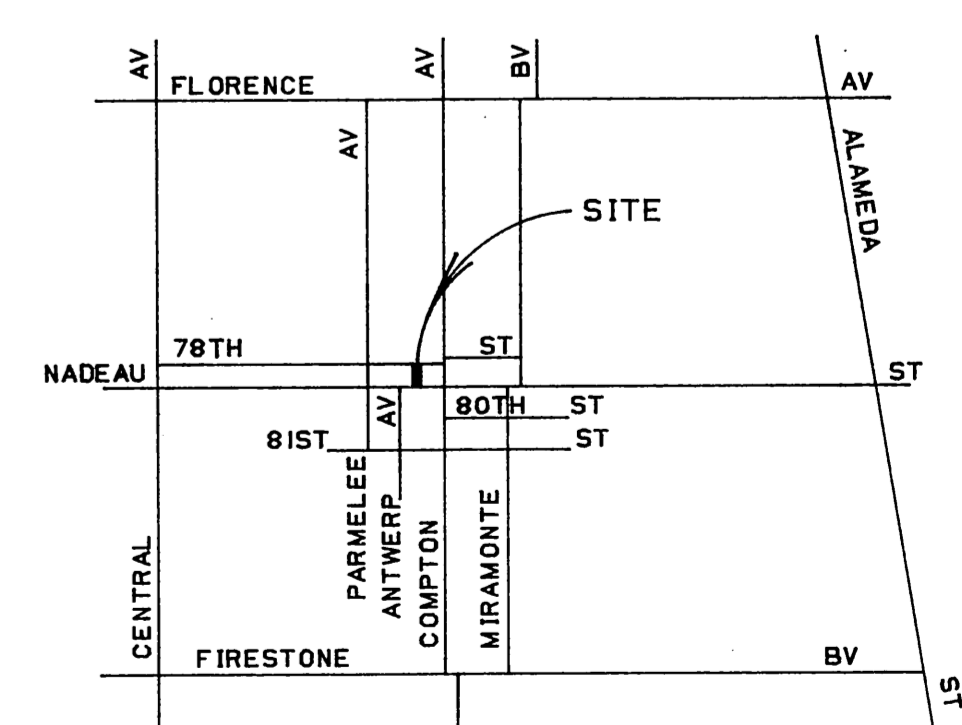 AV
AV
BV
FLORENCE
AV
AV
ALAMEDA
SITE
78TH
ST
NADEAU
ST
AV
80TH
ST
81ST
ST
PARMELEE
ANTWERP
COMPTON
MIRAMONTE
CENTRAL
FIRESTONE
BV
ST